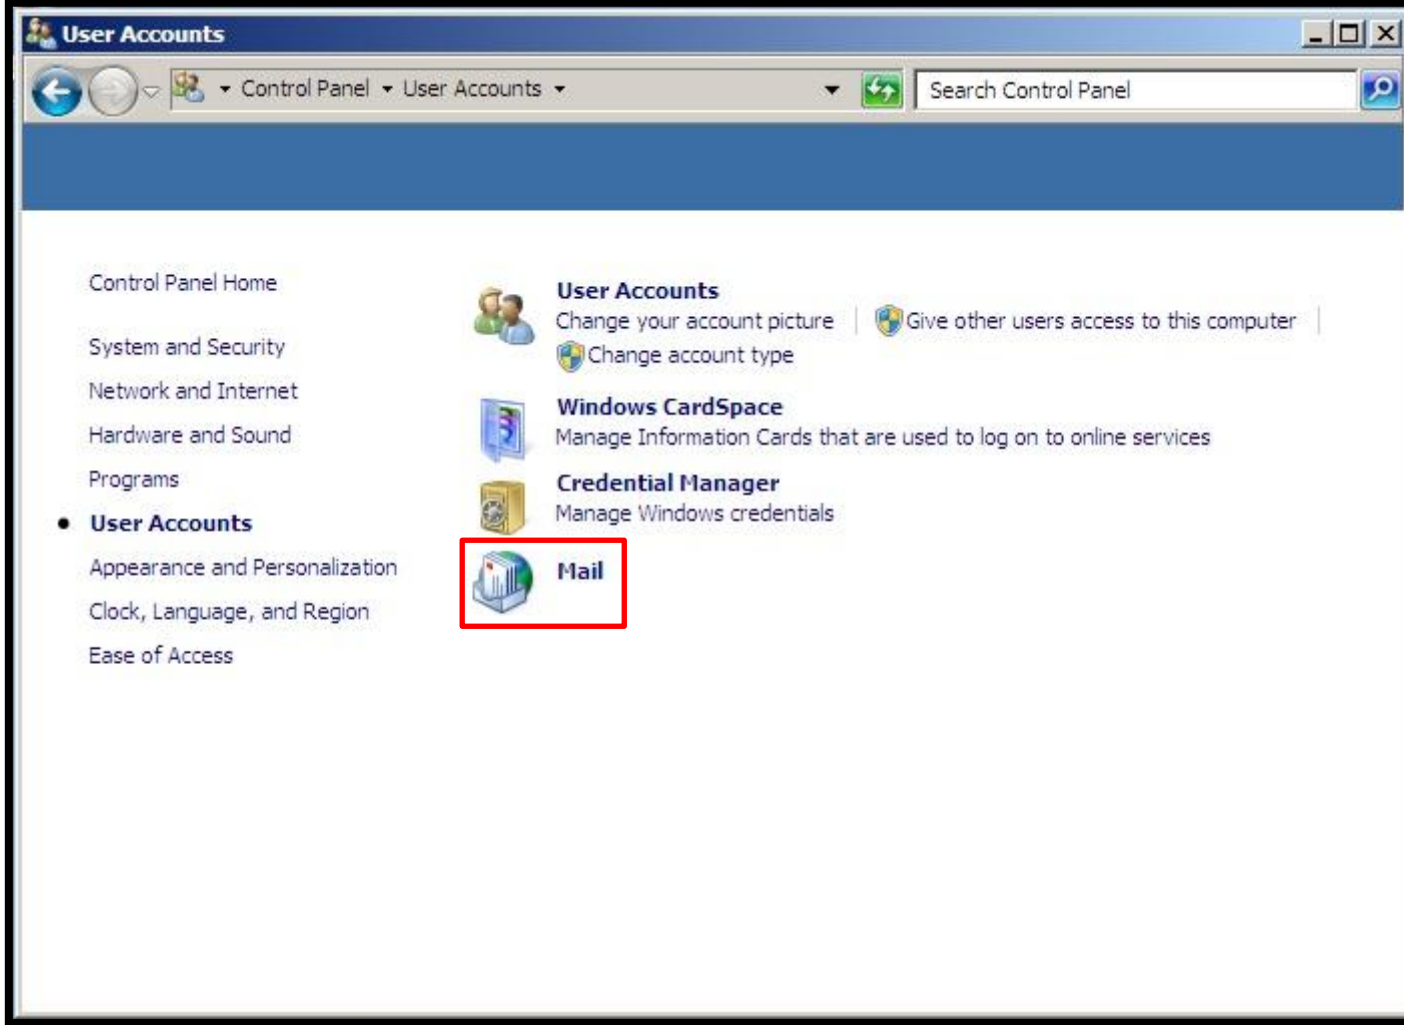 User Accounts
Control Panel User Accounts
Search Control Panel
Control Panel Home
System and Security
Network and Internet
Hardware and Sound
Programs
User Accounts
Appearance and Personalization
Clock, Language, and Region
Ease of Access
User Accounts
Change your account picture
Give other users access to this computer
Change account type
Windows CardSpace
Manage Information Cards that are used to log on to online services
Credential Manager
Manage Windows credentials
Mail